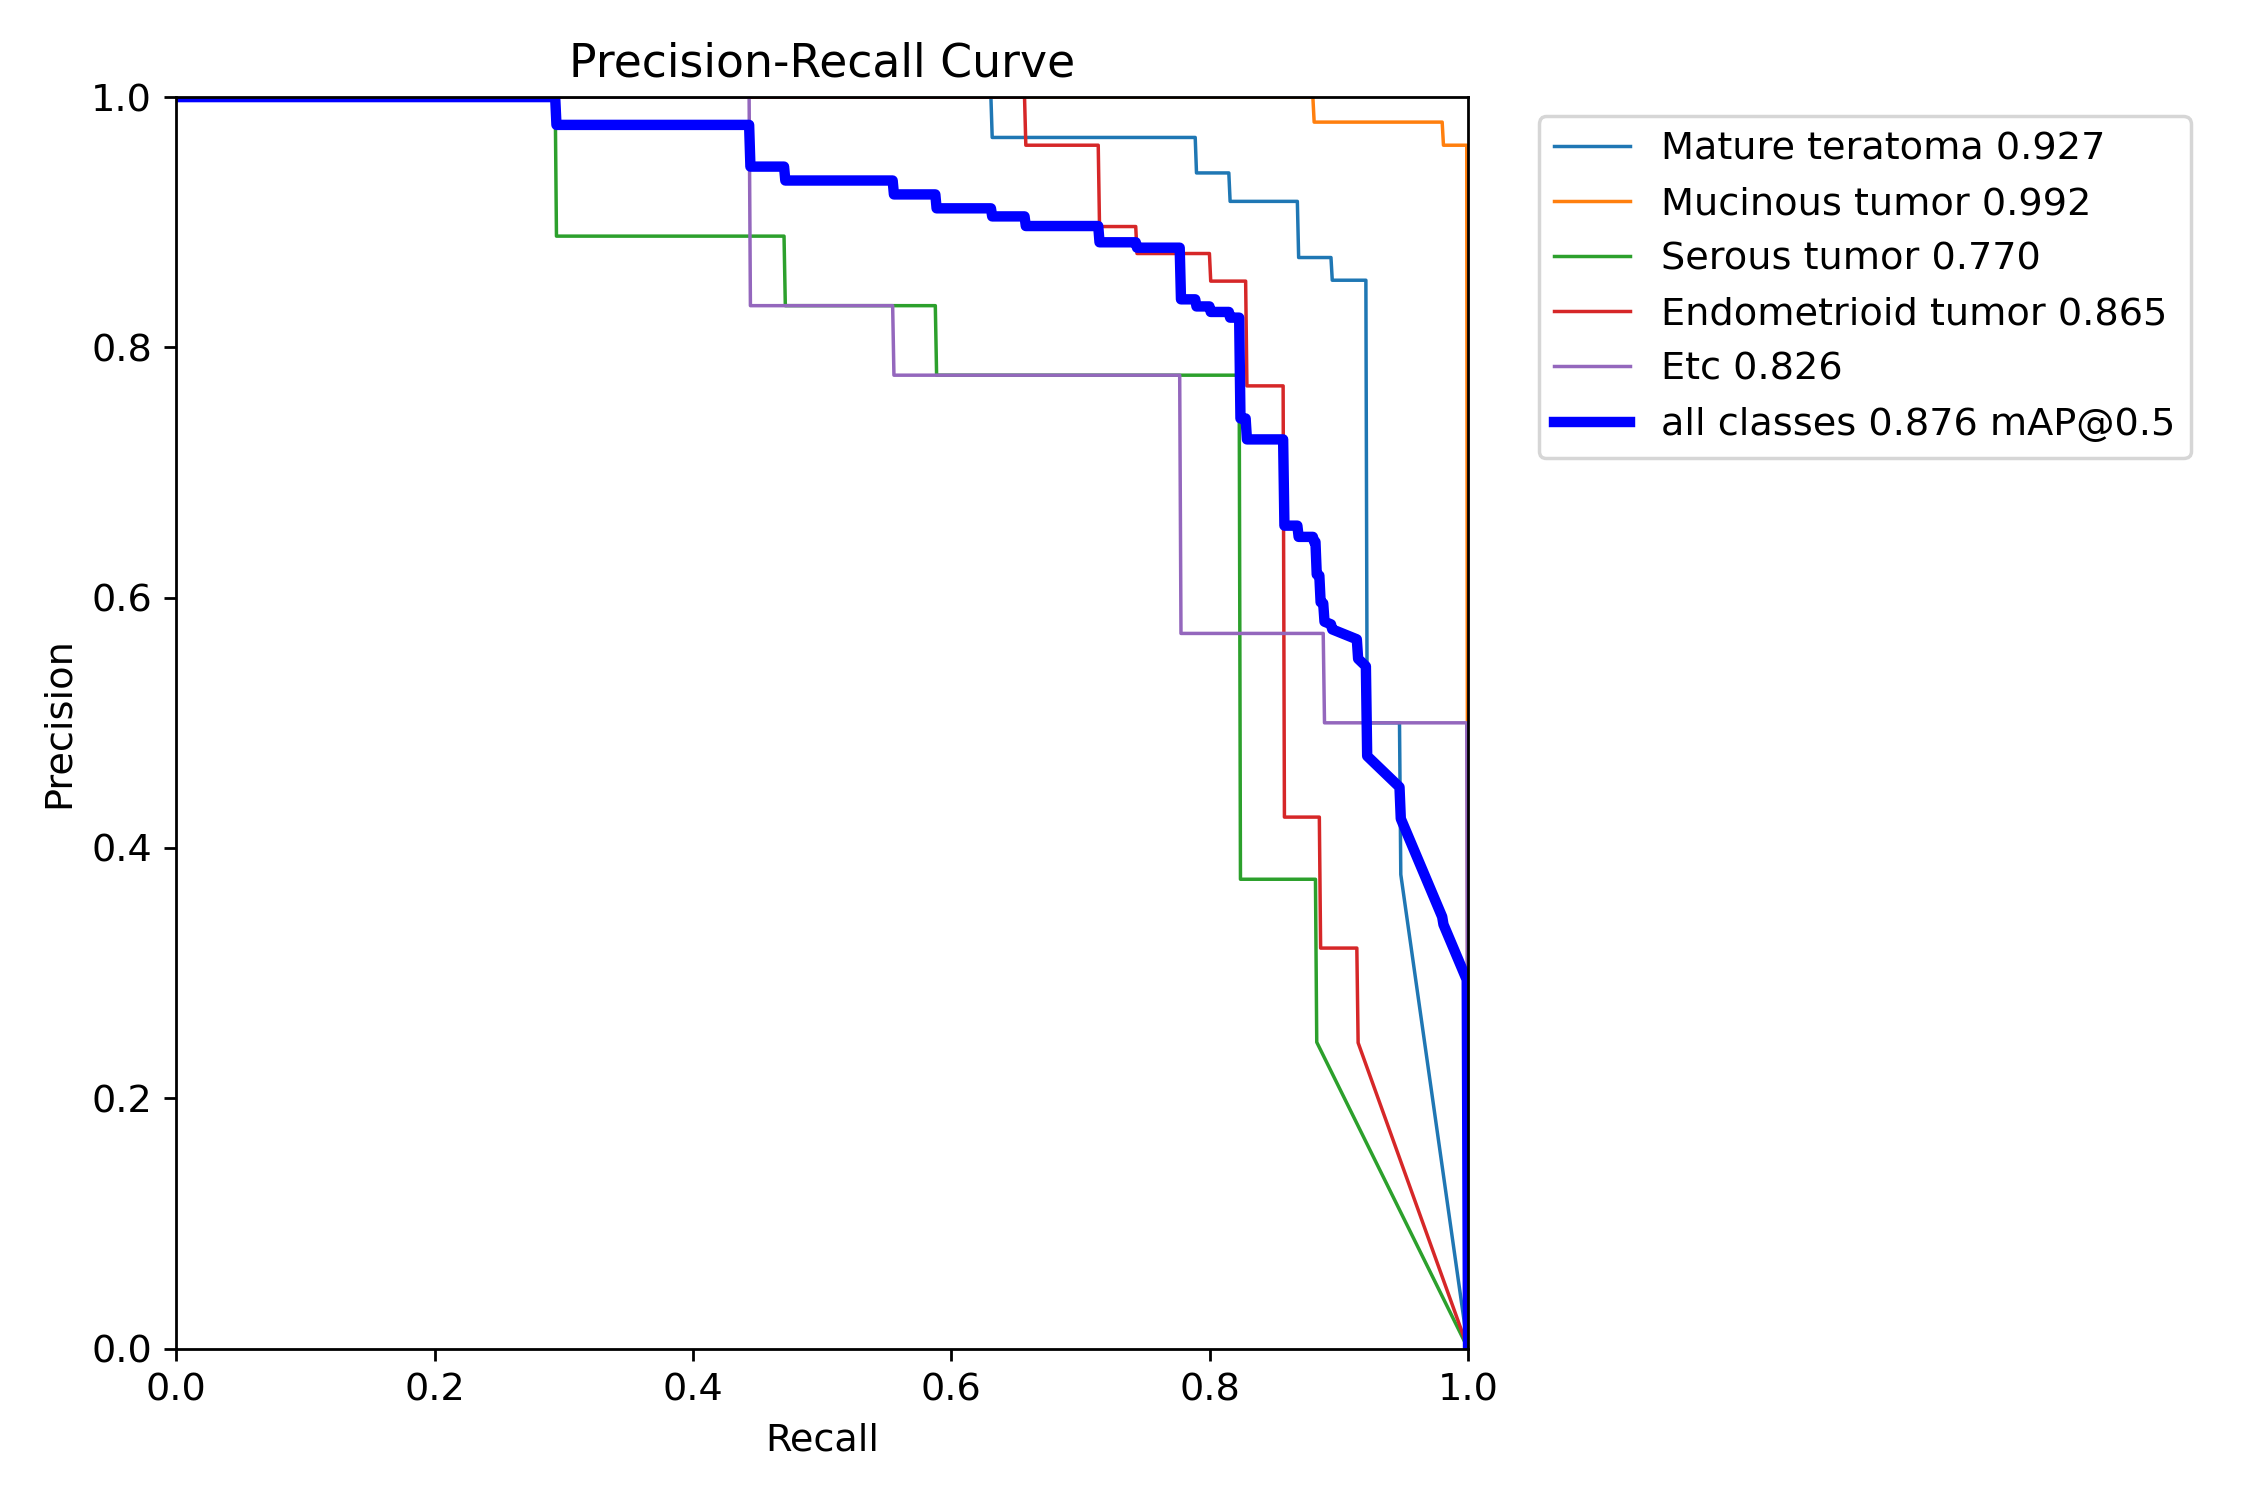 Precision-Recall Curve
1.0
0.8
0.6
0.4
0.2
0.0
Precision
0.0 0.2 0.4 0.6 0.8 1.0
Recall
Mature teratoma 0.927
Mucinous tumor 0.992
Serous tumor 0.770
Endometrioid tumor 0.865
Etc 0.826
all classes 0.876 mAP@0.5